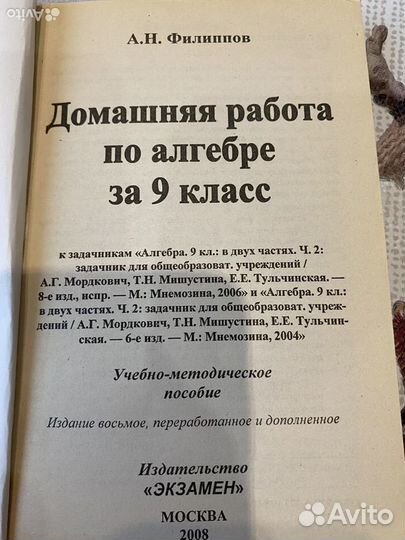 Avito
А.Н. Филиппов
Домашняя работа
по алгебре
за 9 класс
к задачникам «Алгебра. 9 кл.: в двух частях. Ч. 2:
задачник для общеобразоват. учреждений /
А.Г. Мордкович, Т.Н. Мишустина, Е.Е. Тульчинская. —
8-е изд., испр. — М.: Мнемозина, 2006» и «Алгебра. 9 кл.:
в двух частях. Ч. 2: задачник для общеобразоват. учреж-
дений / А.Г. Мордкович, Т.Н. Мишустина, Е.Е. Тульчин-
ская. — 6-е изд. — М.: Мнемозина, 2004»
Учебно-методическое
пособие
Издание восьмое, переработанное и дополненное
Издательство
«ЭКЗАМЕН»
МОСКВА
2008
Avito